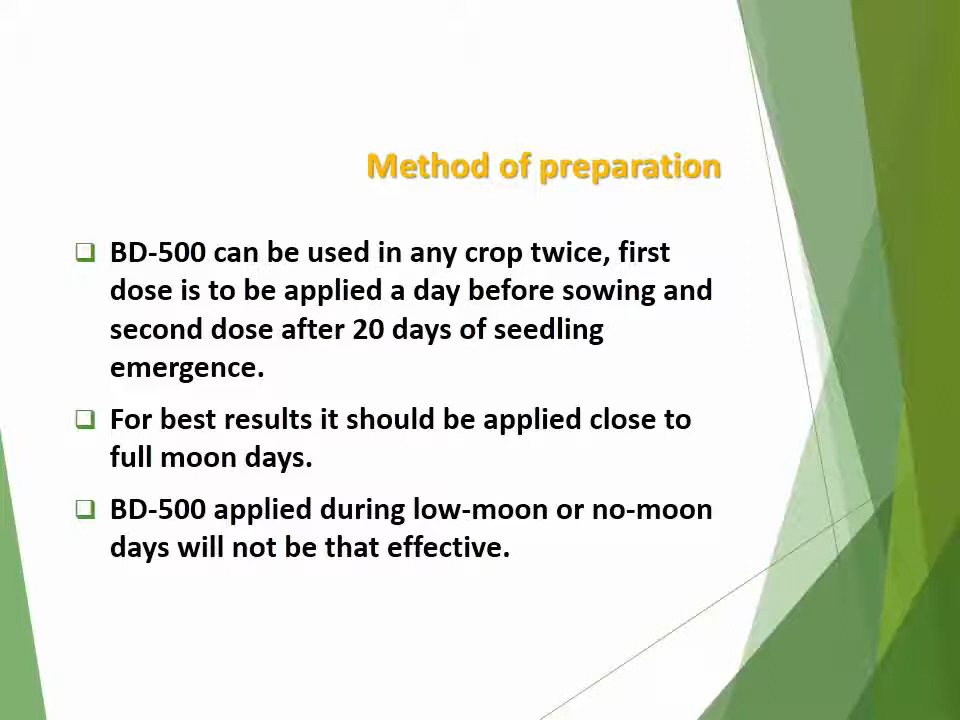 Method of preparation
BD-500 can be used in any crop twice, first
dose is to be applied a day before sowing and
second dose after 20 days of seedling
emergence.
For best results it should be applied close to
full moon days.
BD-500 applied during low-moon or no-moon
days will not be that effective.